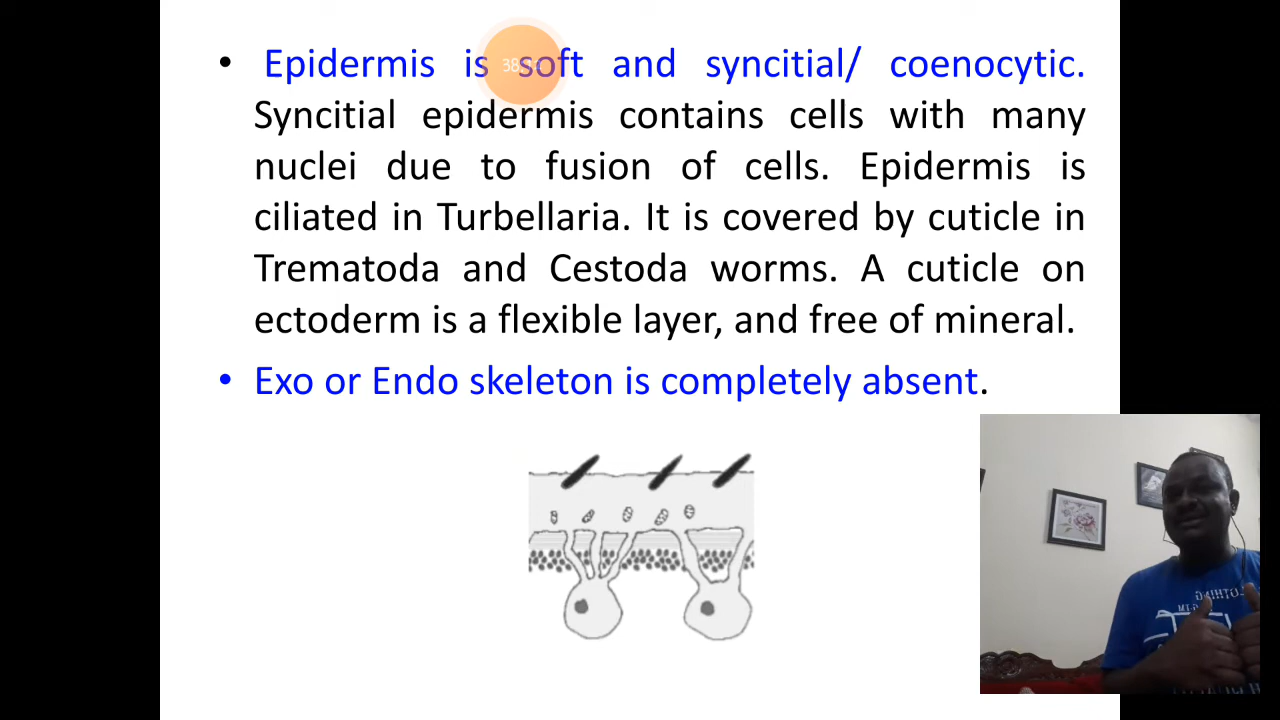 • Epidermis is soft and syncitial/ coenocytic.
Syncitial epidermis contains cells with many
nuclei due to fusion of cells. Epidermis is
ciliated in Turbellaria. It is covered by cuticle in
Trematoda and Cestoda worms. A cuticle on
ectoderm is a flexible layer, and free of mineral.
• Exo or Endo skeleton is completely absent.